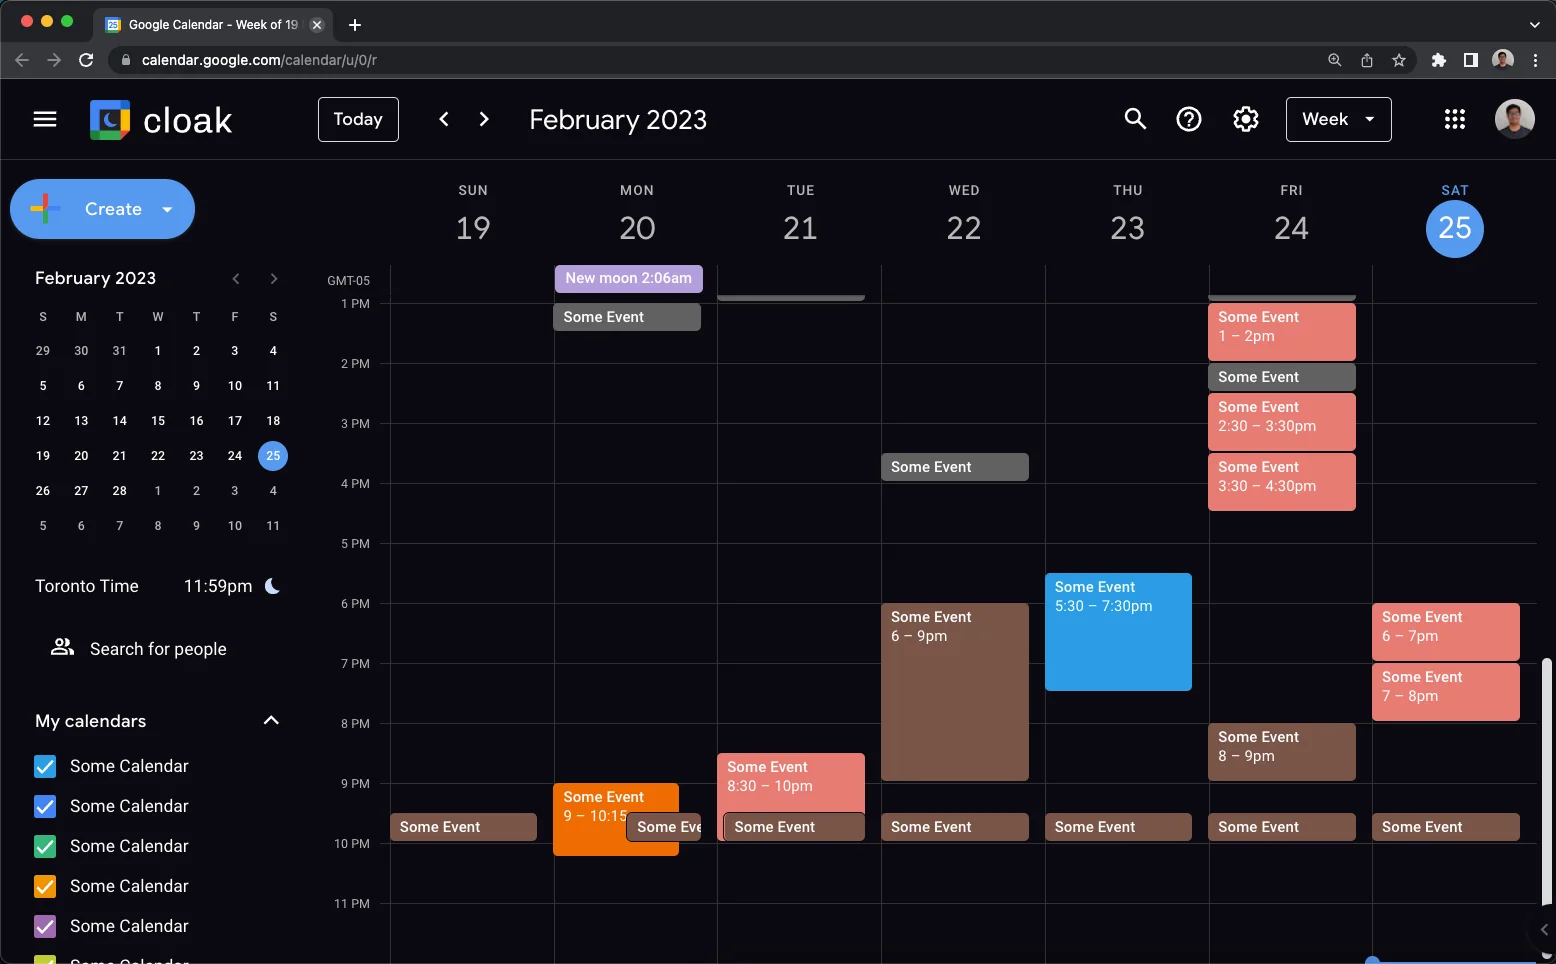 Google Calendar - Week of 19
calendar.google.com/calendar/u/0/r
cloak
Today
February 2023
Week
Create
SUN MON TUE WED THU FRI SAT
19 20 21 22 23 24 25
February 2023
S M T W T F S
29 30 31 1 2 3 4
5 6 7 8 9 10 11
12 13 14 15 16 17 18
19 20 21 22 23 24 25
26 27 28 1 2 3 4
5 6 7 8 9 10 11
Toronto Time 11:59pm
Search for people
My calendars
Some Calendar
Some Calendar
Some Calendar
Some Calendar
Some Calendar
Some Calendar
GMT-05
1 PM
2 PM
3 PM
4 PM
5 PM
6 PM
7 PM
8 PM
9 PM
10 PM
11 PM
Some Event
New moon 2:06am
Some Event
Some Event
9 – 10:15
Some Eve
Some Event
8:30 – 10pm
Some Event
Some Event
Some Event
6 – 9pm
Some Event
Some Event
5:30 – 7:30pm
Some Event
Some Event
1 – 2pm
Some Event
Some Event
2:30 – 3:30pm
Some Event
3:30 – 4:30pm
Some Event
8 – 9pm
Some Event
Some Event
6 – 7pm
Some Event
7 – 8pm
Some Event